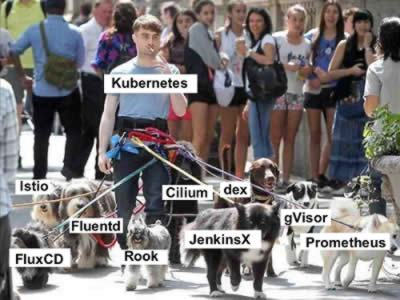 Kubernetes
Istio
Cilium
dex
Fluentd
gVisor
FluxCD
Rook
JenkinsX
Prometheus